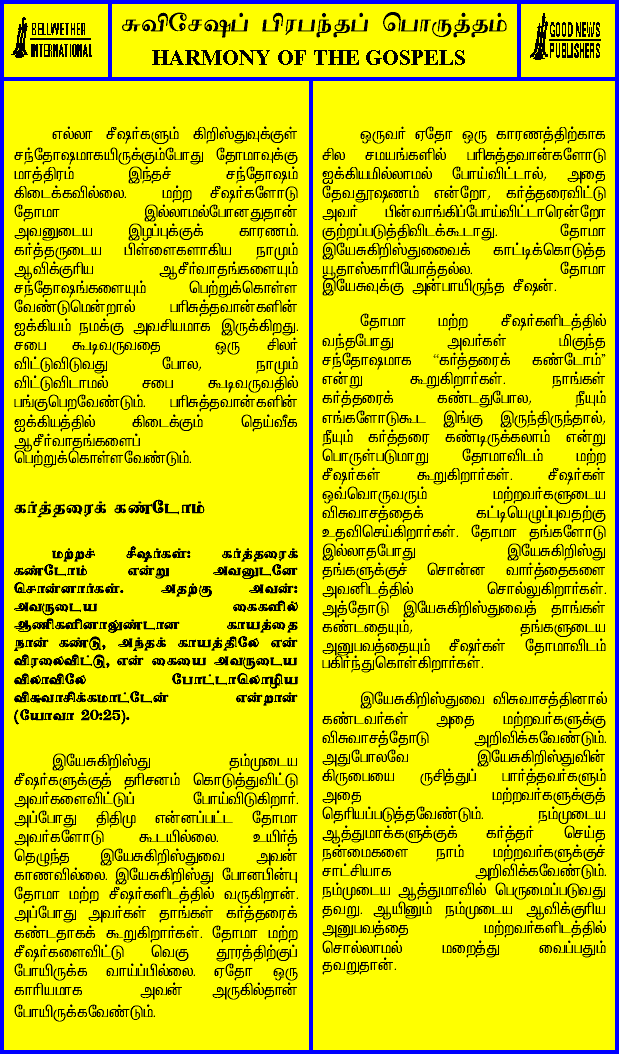 BELLWETHER
INTERNATIONAL
சுவிசேஷப் பிரபந்தப் பொருத்தம்
HARMONY OF THE GOSPELS
GOOD NEWS
PUBLISHERS
எல்லா சீஷர்களும் கிறிஸ்துவுக்குள்
சந்தோஷமாகயிருக்கும்போது தோமாவுக்கு
மாத்திரம் இந்தச் சந்தோஷம்
கிடைக்கவில்லை. மற்ற சீஷர்களோடு
தோமா இல்லாமல்போனதுதான்
அவனுடைய இழப்புக்குக் காரணம்.
கர்த்தருடைய பிள்ளைகளாகிய நாமும்
ஆவிக்குரிய ஆசீர்வாதங்களையும்
சந்தோஷங்களையும் பெற்றுக்கொள்ள
வேண்டுமென்றால் பரிசுத்தவான்களின்
ஐக்கியம் நமக்கு அவசியமாக இருக்கிறது.
சபை கூடிவருவதை ஒரு சிலர்
விட்டுவிடுவது போல, நாமும்
விட்டுவிடாமல் சபை கூடிவருவதில்
பங்குபெறவேண்டும். பரிசுத்தவான்களின்
ஐக்கியத்தில் கிடைக்கும் தெய்வீக
ஆசீர்வாதங்களைப்
பெற்றுக்கொள்ளவேண்டும்.
கர்த்தரைக் கண்டோம்
மற்றச் சீஷர்கள்: கர்த்தரைக்
கண்டோம் என்று அவனுடனே
சொன்னார்கள். அதற்கு அவன்:
அவருடைய கைகளில்
ஆணிகளினாலுண்டான காயத்தை
நான் கண்டு, அந்தக் காயத்திலே என்
விரலைவிட்டு, என் கையை அவருடைய
விலாவிலே போட்டாலொழிய
விசுவாசிக்கமாட்டேன் என்றான்
(யோவா 20:25).
இயேசுகிறிஸ்து தம்முடைய
சீஷர்களுக்குத் தரிசனம் கொடுத்துவிட்டு
அவர்களைவிட்டுப் போய்விடுகிறார்.
அப்போது திதிமு என்னப்பட்ட தோமா
அவர்களோடு கூடயில்லை. உயிர்த்
தெழுந்த இயேசுகிறிஸ்துவை அவன்
காணவில்லை. இயேசுகிறிஸ்து போனபின்பு
தோமா மற்ற சீஷர்களிடத்தில் வருகிறான்.
அப்போது அவர்கள் தாங்கள் கர்த்தரைக்
கண்டதாகக் கூறுகிறார்கள். தோமா மற்ற
சீஷர்களைவிட்டு வெகு தூரத்திற்குப்
போயிருக்க வாய்ப்பில்லை. ஏதோ ஒரு
காரியமாக அவன் அருகில்தான்
போயிருக்கவேண்டும்.
ஒருவர் ஏதோ ஒரு காரணத்திற்காக
சில சமயங்களில் பரிசுத்தவான்களோடு
ஐக்கியமில்லாமல் போய்விட்டால், அதை
தேவதூஷணம் என்றோ, கர்த்தரைவிட்டு
அவர் பின்வாங்கிப்போய்விட்டாரென்றோ
குற்றப்படுத்திவிடக்கூடாது. தோமா
இயேசுகிறிஸ்துவைைக் காட்டிக்கொடுத்த
யூதாஸ்காரியோத்தல்ல. தோமா
இயேசுவுக்கு அன்பாயிருந்த சீஷன்.
தோமா மற்ற சீஷர்களிடத்தில்
வந்தபோது அவர்கள் மிகுந்த
சந்தோஷமாக “கர்த்தரைக் கண்டோம்”
என்று கூறுகிறார்கள். நாங்கள்
கர்த்தரைக் கண்டதுபோல, நீயும்
எங்களோடுகூட இங்கு இருந்திருந்தால்,
நீயும் கர்த்தரை கண்டிருக்கலாம் என்று
பொருள்படுமாறு தோமாவிடம் மற்ற
சீஷர்கள் கூறுகிறார்கள். சீஷர்கள்
ஒவ்வொருவரும் மற்றவர்களுடைய
விசுவாசத்தைக் கட்டியெழுப்புவதற்கு
உதவிசெய்கிறார்கள். தோமா தங்களோடு
இல்லாதபோது இயேசுகிறிஸ்து
தங்களுக்குச் சொன்ன வார்த்தைகளை
அவனிடத்தில் சொல்லுகிறார்கள்.
அத்தோடு இயேசுகிறிஸ்துவைத் தாங்கள்
கண்டதையும், தங்களுடைய
அனுபவத்தையும் சீஷர்கள் தோமாவிடம்
பகிர்ந்துகொள்கிறார்கள்.
இயேசுகிறிஸ்துவை விசுவாசத்தினால்
கண்டவர்கள் அதை மற்றவர்களுக்கு
விசுவாசத்தோடு அறிவிக்கவேண்டும்.
அதுபோலவே இயேசுகிறிஸ்துவின்
கிருபையை ருசித்துப் பார்த்தவர்களும்
அதை மற்றவர்களுக்குத்
தெரியப்படுத்தவேண்டும். நம்முடைய
ஆத்துமாக்களுக்குக் கர்த்தர் செய்த
நன்மைகளை நாம் மற்றவர்களுக்குச்
சாட்சியாக அறிவிக்கவேண்டும்.
நம்முடைய ஆத்துமாவில் பெருமைப்படுவது
தவறு. ஆயினும் நம்முடைய ஆவிக்குரிய
அனுபவத்தை மற்றவர்களிடத்தில்
சொல்லாமல் மறைத்து வைப்பதும்
தவறுதான்.